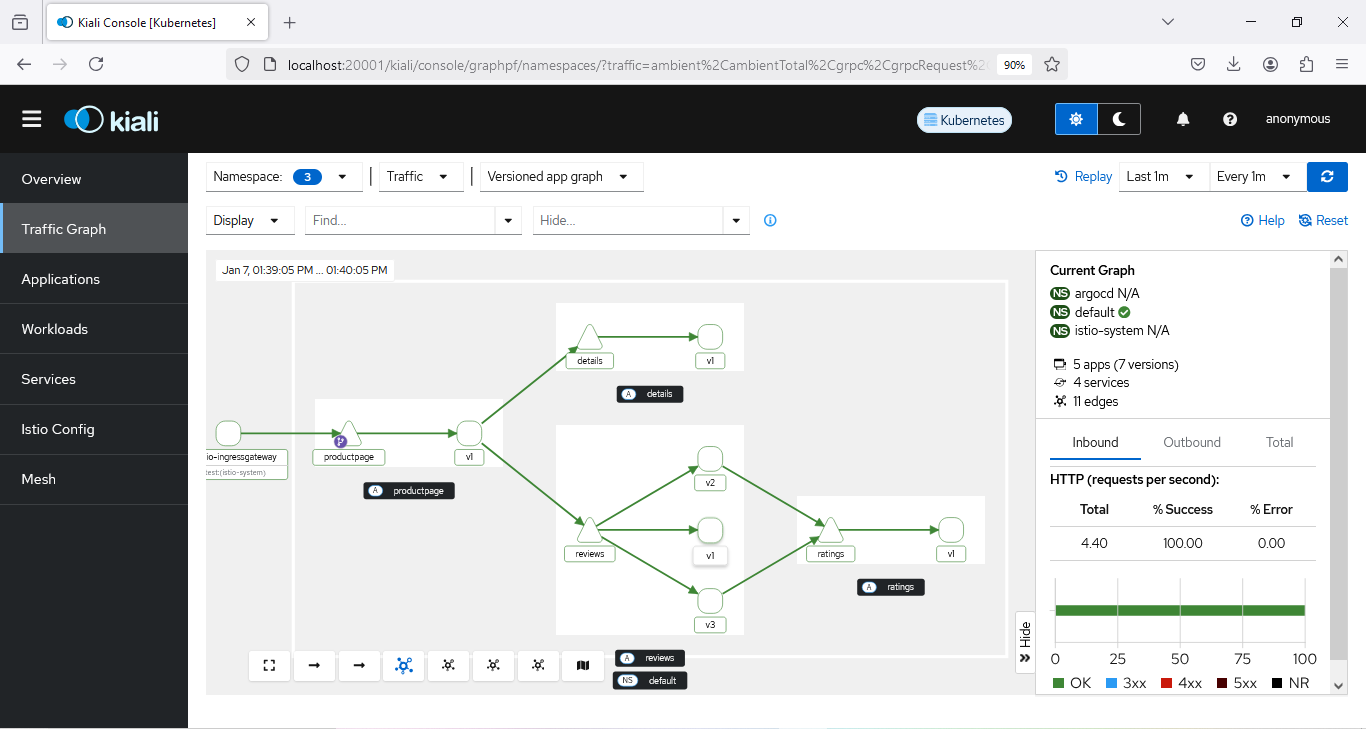 Kiali Console [Kubernetes]
localhost:20001/kiali/console/graphpf/namespaces/?traffic=ambient%2CambientTotal%2Cgrpc%2CgrpcRequest%2
90%
kiali
Kubernetes
anonymous
Overview
Traffic Graph
Applications
Workloads
Services
Istio Config
Mesh
Namespace: 3
Traffic
Versioned app graph
Replay
Last 1m
Every 1m
Display
Find...
Hide...
Help
Reset
Jan 7, 01:39:05 PM ... 01:40:05 PM
details
v1
A details
io-ingressgateway
test:(istio-system)
productpage
v1
A productpage
v2
reviews
v1
v3
ratings
v1
A ratings
A reviews
NS default
Hide
Current Graph
NS argocd N/A
NS default
NS istio-system N/A
5 apps (7 versions)
4 services
11 edges
Inbound
Outbound
Total
HTTP (requests per second):
Total % Success % Error
4.40 100.00 0.00
0 25 50 75 100
OK 3xx 4xx 5xx NR